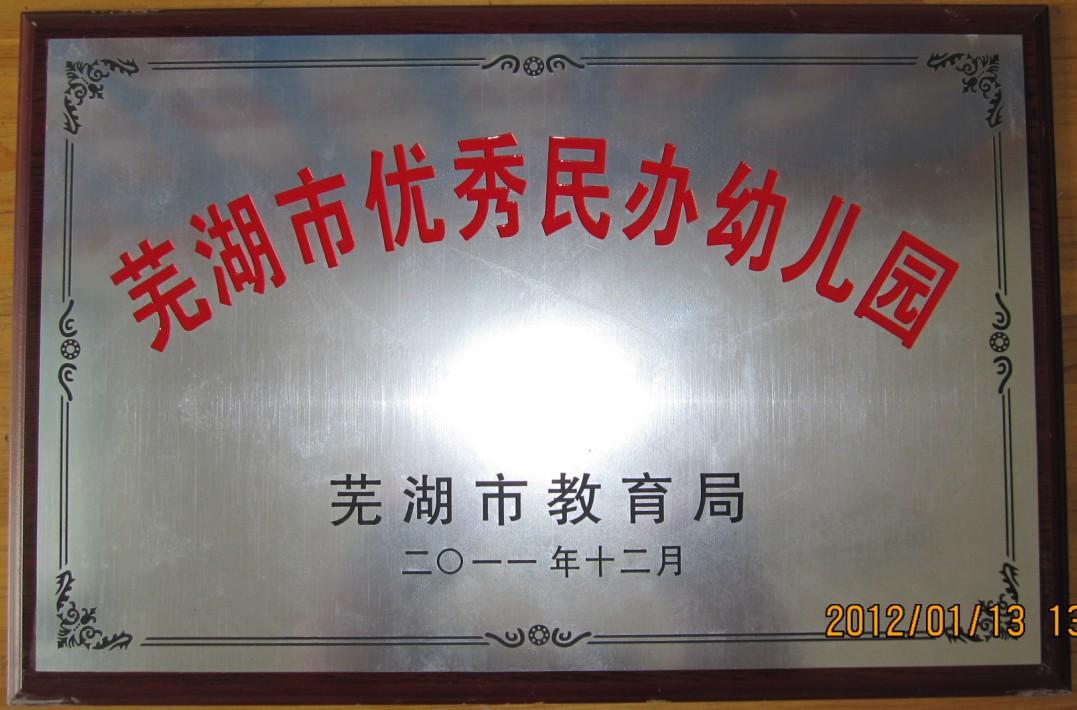 芜湖市优秀民办幼儿园
芜湖市教育局
二〇一一年十二月
2012/01/13 13